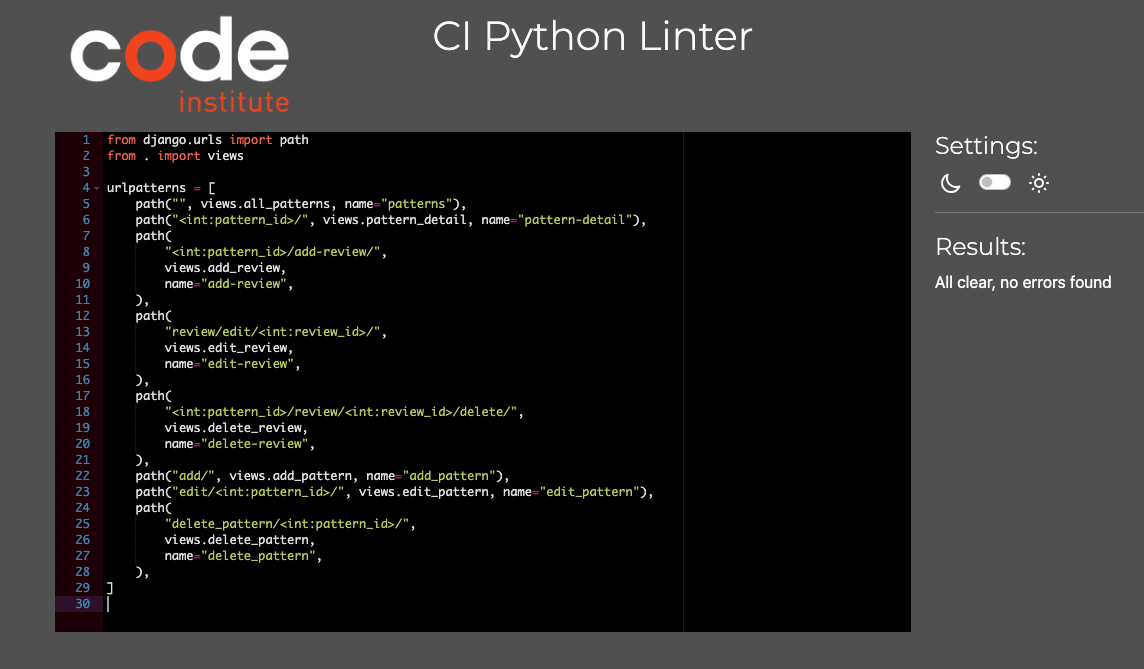 code
institute
CI Python Linter
1 from django.urls import path
2 from . import views
3
4 urlpatterns = [
5     path("", views.all_patterns, name="patterns"),
6     path("<int:pattern_id>/", views.pattern_detail, name="pattern-detail"),
7     path(
8         "<int:pattern_id>/add-review/",
9         views.add_review,
10         name="add-review",
11     ),
12     path(
13         "review/edit/<int:review_id>/",
14         views.edit_review,
15         name="edit-review",
16     ),
17     path(
18         "<int:pattern_id>/review/<int:review_id>/delete/",
19         views.delete_review,
20         name="delete-review",
21     ),
22     path("add/", views.add_pattern, name="add_pattern"),
23     path("edit/<int:pattern_id>/", views.edit_pattern, name="edit_pattern"),
24     path(
25         "delete_pattern/<int:pattern_id>/",
26         views.delete_pattern,
27         name="delete_pattern",
28     ),
29 ]
30
Settings:
Results:
All clear, no errors found